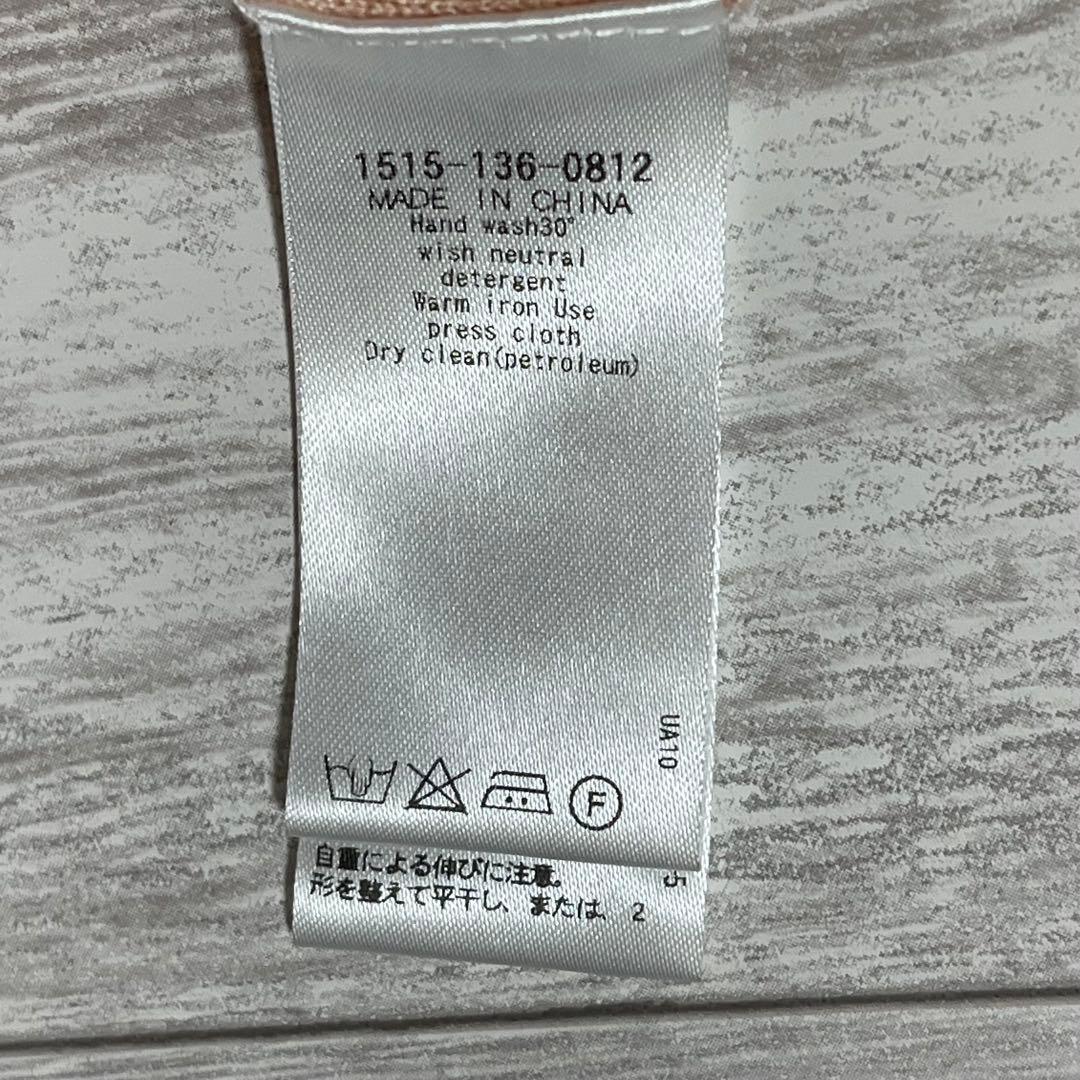 1515-136-0812
MADE IN CHINA
Hand wash30°
wish neutral
detergent
Warm iron Use
press cloth
Dry clean(petroleum)
UA10
F
自重による伸びに注意。
形を整えて平干し、または、2
5